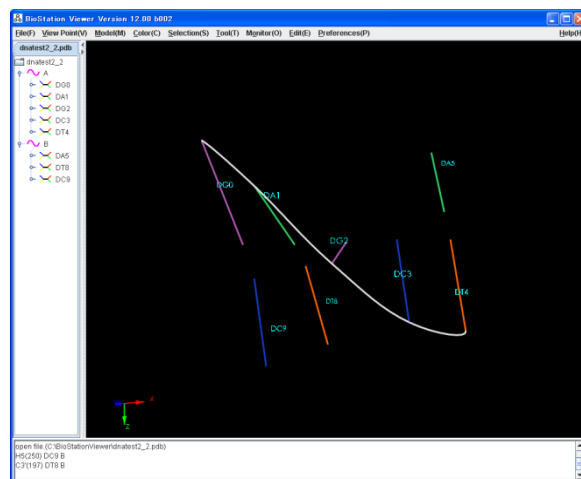 BioStation Viewer Version 12.00 b002
File(F) View Point(V) Model(M) Color(C) Selection(S) Tool(T) Monitor(O) Edit(E) Preferences(P) Help(H)
dnatest2_2.pdb
dnatest2_2
A
DG0
DA1
DG2
DC3
DT4
B
DA5
DT8
DC9
DA5
DG0
DA1
DG2
DC3
DT4
DC9
X
Z
open file.(C:\BioStationViewer\dnatest2_2.pdb)
H5(250) DC9 B
C3'(197) DT8 B